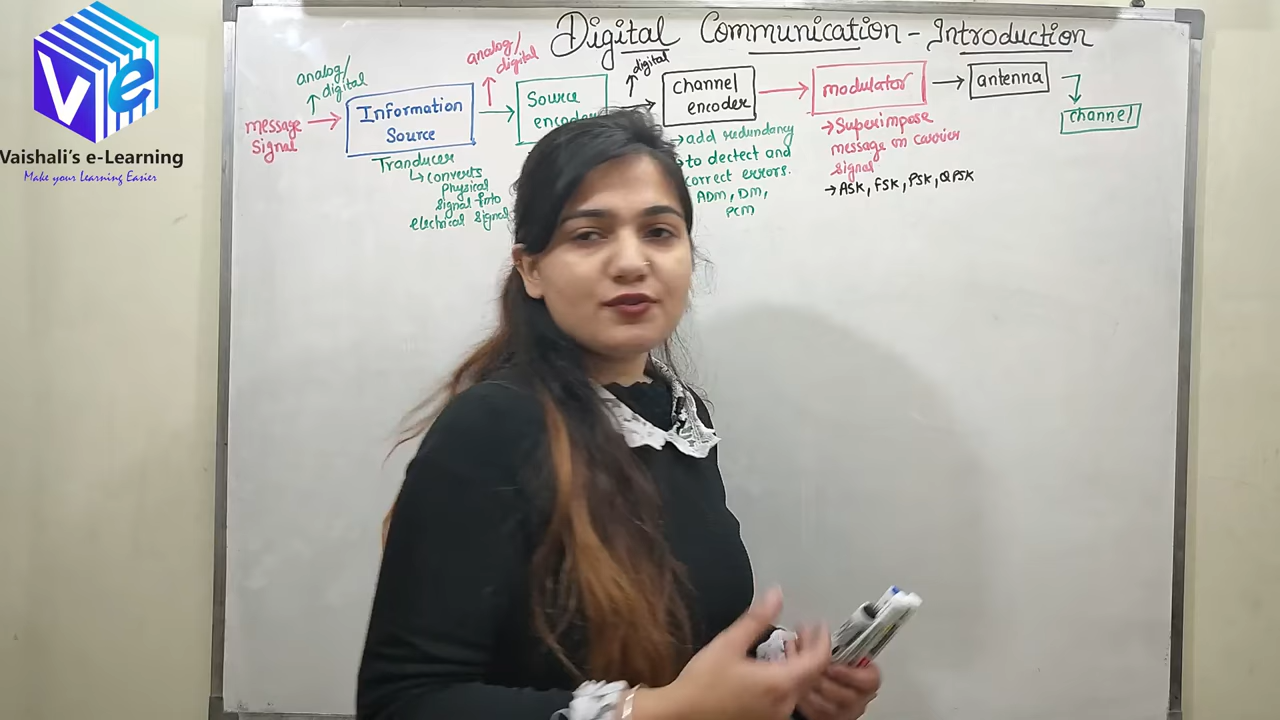 Digital Communication - Introduction
analog/
digital
message
signal
Information
Source
Tranducer
converts
Physical
signal into
electrical signal
analog/
digital
Source
encoder
digital
channel
encoder
add redundancy
to dectect and
correct errors.
ADM, DM,
PCM
modulator
Superimpose
message on carrier
signal
ASK, FSK, PSK, QPSK
antenna
channel
Ve
Vaishali's e-Learning
Make your Learning Easier